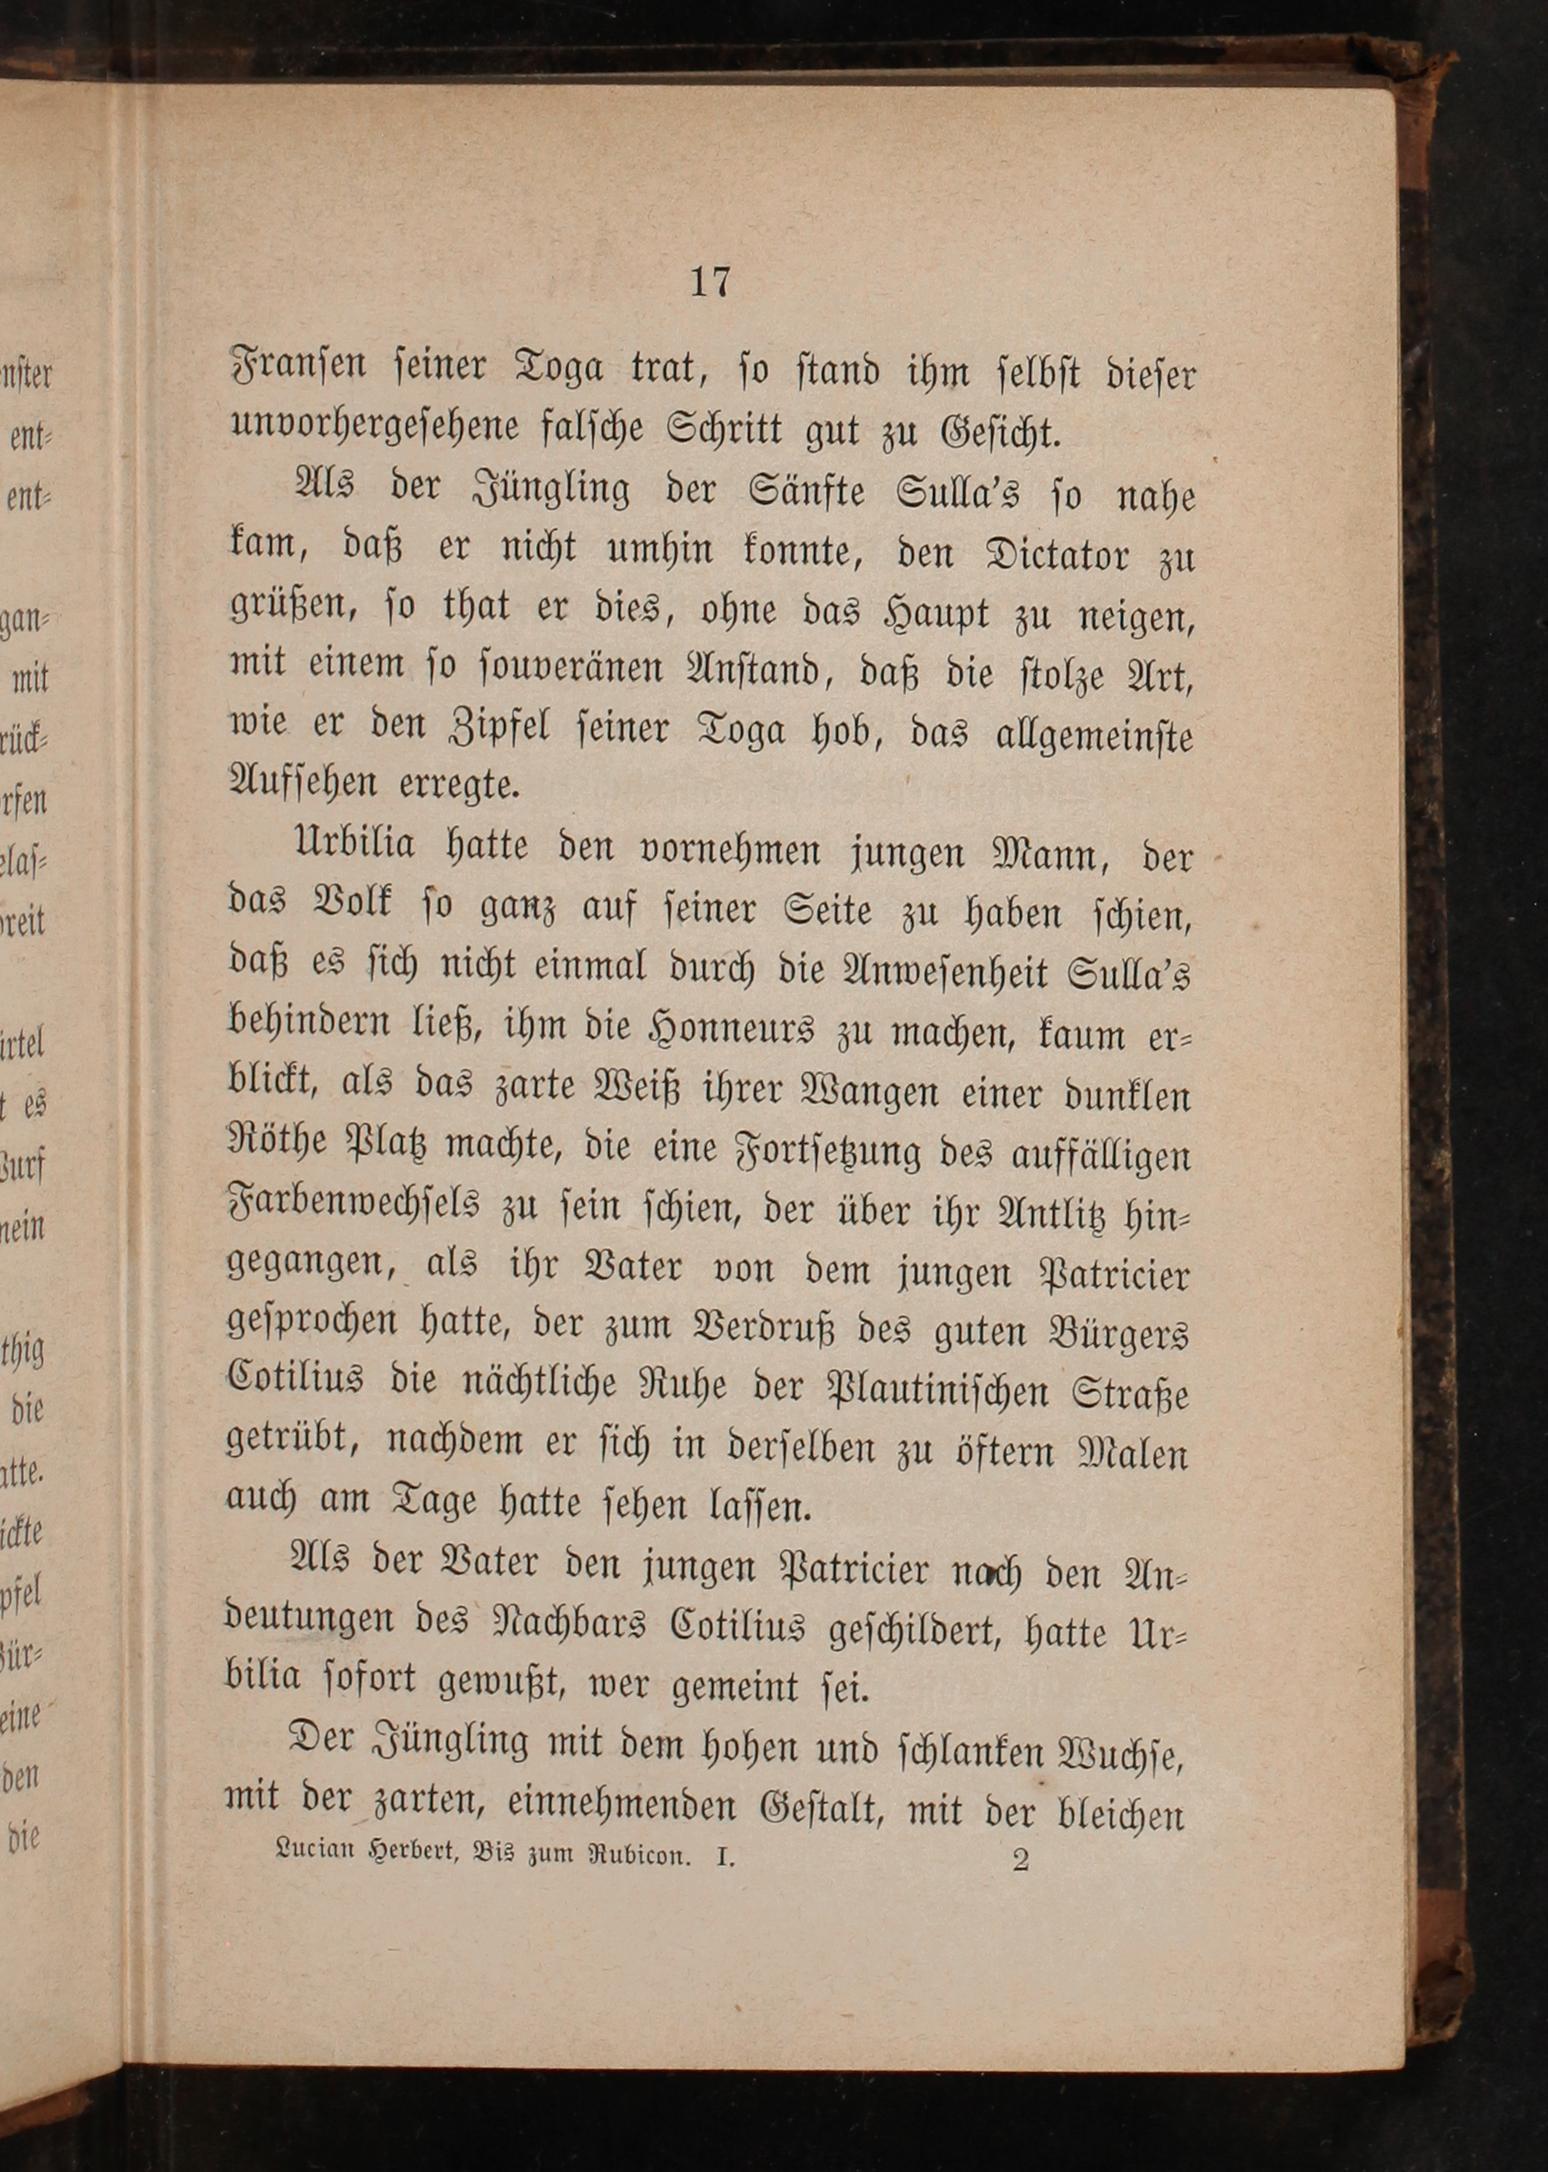 17
Franſen ſeiner Toga trat, ſo ſtand ihm ſelbſt dieſer
unvorhergeſehene falſche Schritt gut zu Geſicht.
Als der Jüngling der Sänfte Sulla's ſo nahe
kam, daß er nicht umhin konnte, den Dictator zu
grüßen, ſo that er dies, ohne das Haupt zu neigen,
mit einem ſo ſouveränen Anſtand, daß die ſtolze Art,
wie er den Zipfel ſeiner Toga hob, das allgemeinſte
Aufſehen erregte.
Urbilia hatte den vornehmen jungen Mann, der
das Volk ſo ganz auf ſeiner Seite zu haben ſchien,
daß es ſich nicht einmal durch die Anweſenheit Sulla's
behindern ließ, ihm die Honneurs zu machen, kaum er-
blickt, als das zarte Weiß ihrer Wangen einer dunklen
Röthe Platz machte, die eine Fortſetzung des auffälligen
Farbenwechſels zu ſein ſchien, der über ihr Antlitz hin-
gegangen, als ihr Vater von dem jungen Patricier
geſprochen hatte, der zum Verdruß des guten Bürgers
Cotilius die nächtliche Ruhe der Plautiniſchen Straße
getrübt, nachdem er ſich in derſelben zu öftern Malen
auch am Tage hatte ſehen laſſen.
Als der Vater den jungen Patricier nach den An-
deutungen des Nachbars Cotilius geſchildert, hatte Ur-
bilia ſofort gewußt, wer gemeint ſei.
Der Jüngling mit dem hohen und ſchlanken Wuchſe,
mit der zarten, einnehmenden Geſtalt, mit der bleichen
Lucian Herbert, Bis zum Rubicon. I. 2